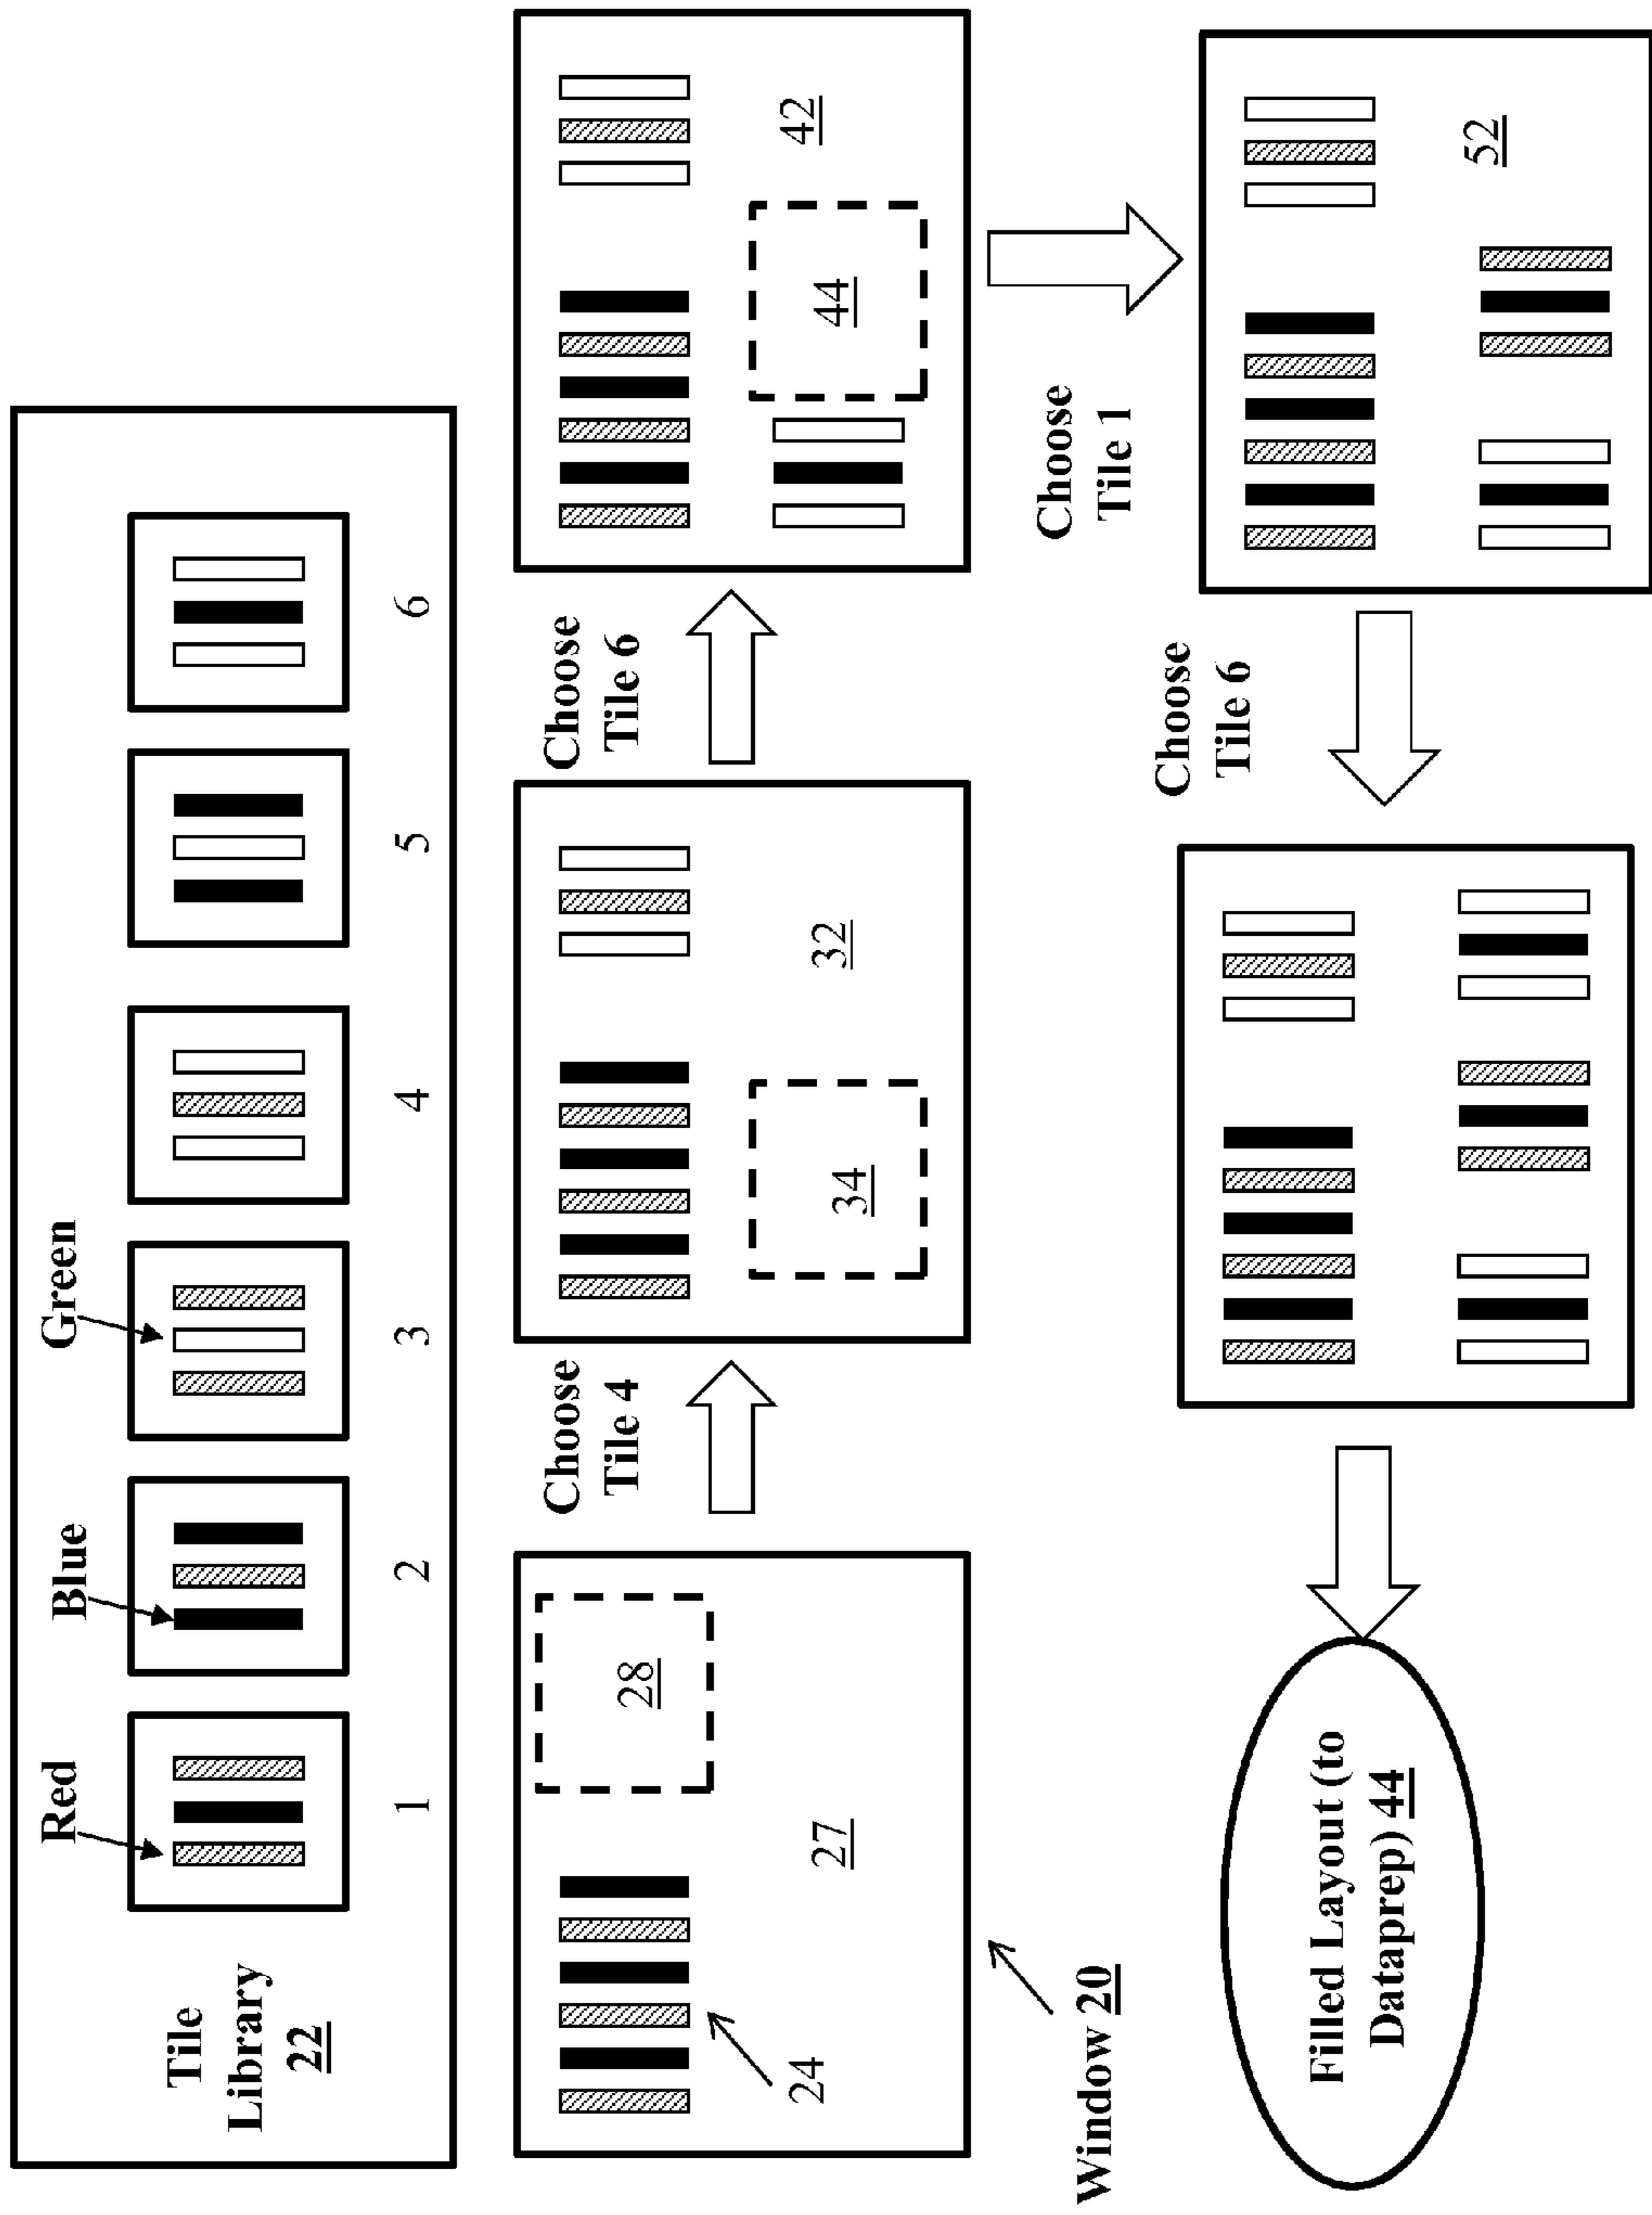 Tile
Library
22
Red
Blue
Green
1
2
3
4
5
6
24
27
28
Window 20
Choose
Tile 4
32
34
Choose
Tile 6
42
44
Choose
Tile 1
52
Choose
Tile 6
Filled Layout (to
Dataprep) 44